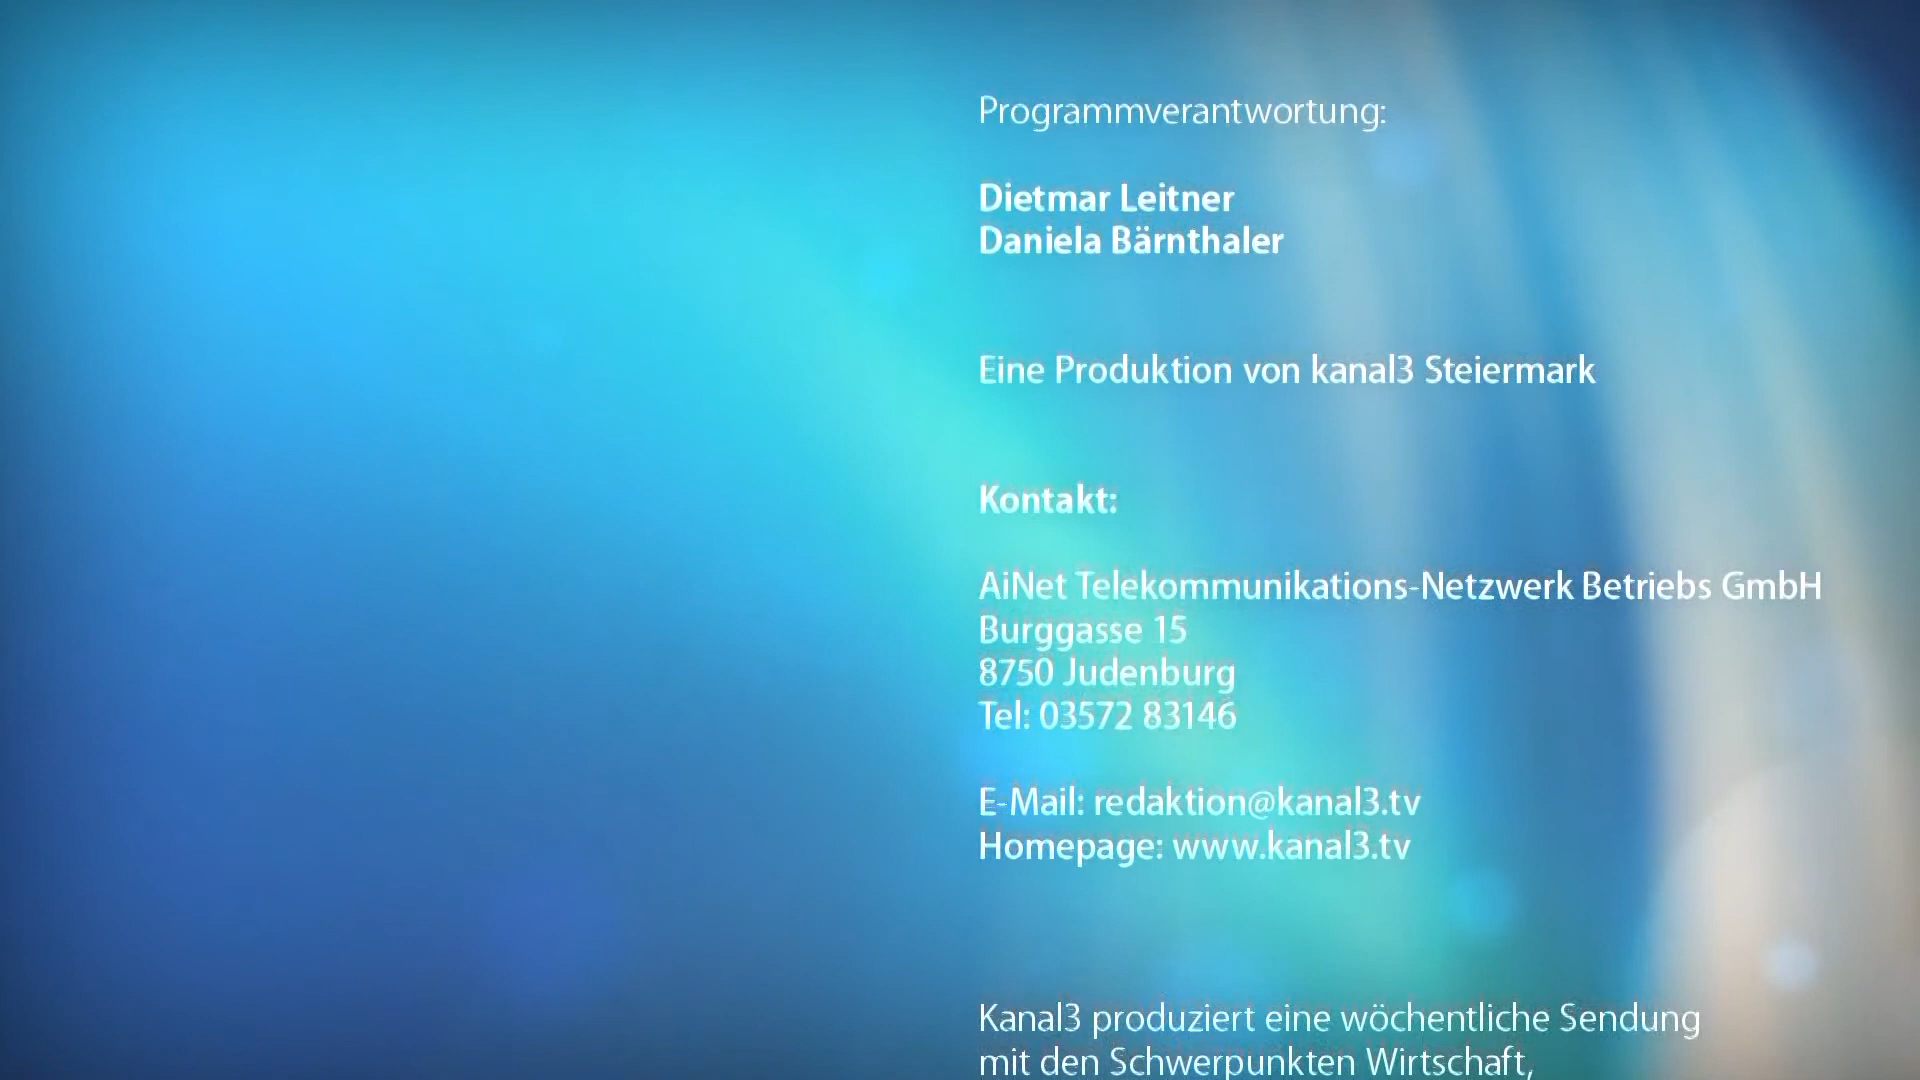 Programmverantwortung:
Dietmar Leitner
Daniela Bärnthaler
Eine Produktion von kanal3 Steiermark
Kontakt:
AiNet Telekommunikations-Netzwerk Betriebs GmbH
Burggasse 15
8750 Judenburg
Tel: 03572 83146
E-Mail: redaktion@kanal3.tv
Homepage: www.kanal3.tv
Kanal3 produziert eine wöchentliche Sendung
mit den Schwerpunkten Wirtschaft,